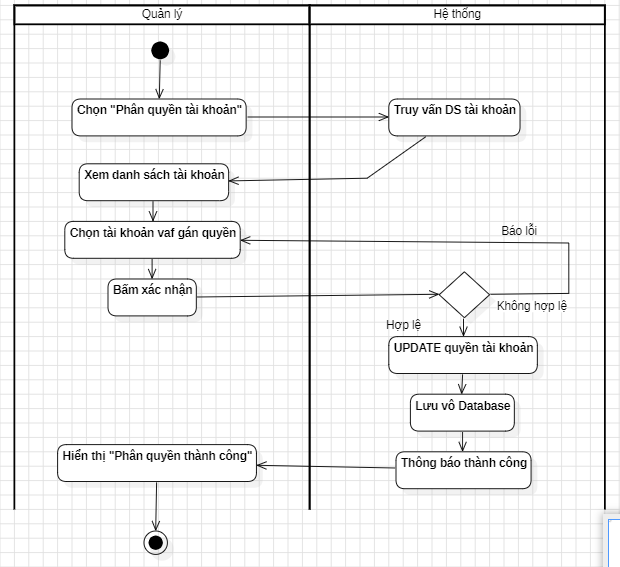 Quản lý
Hệ thống
Chọn "Phân quyền tài khoản"
Truy vấn DS tài khoản
Xem danh sách tài khoản
Chọn tài khoản vaf gán quyền
Báo lỗi
Bấm xác nhận
Không hợp lệ
Hợp lệ
UPDATE quyền tài khoản
Lưu vô Database
Hiển thị "Phân quyền thành công"
Thông báo thành công